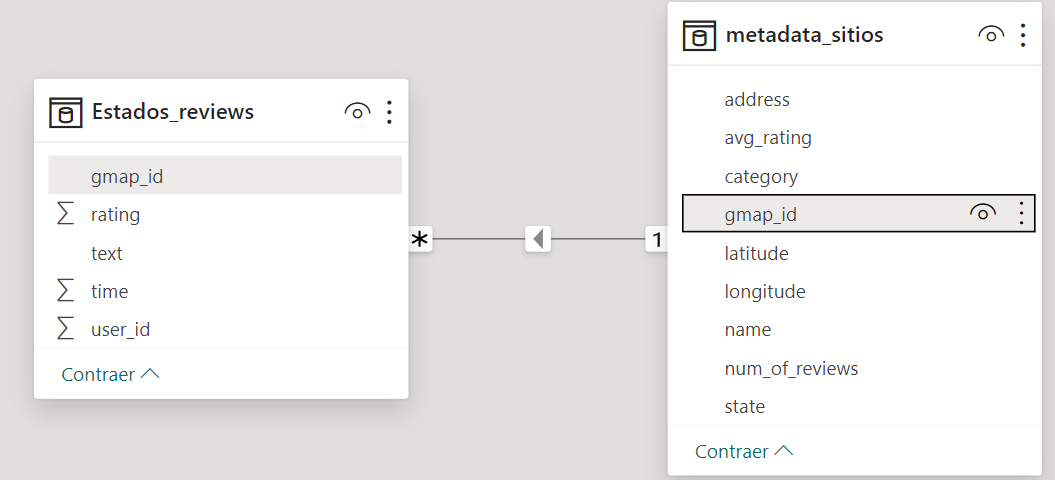 Estados_reviews
gmap_id
∑ rating
text
∑ time
∑ user_id
Contraer
* 1
metadata_sitios
address
avg_rating
category
gmap_id
latitude
longitude
name
num_of_reviews
state
Contraer